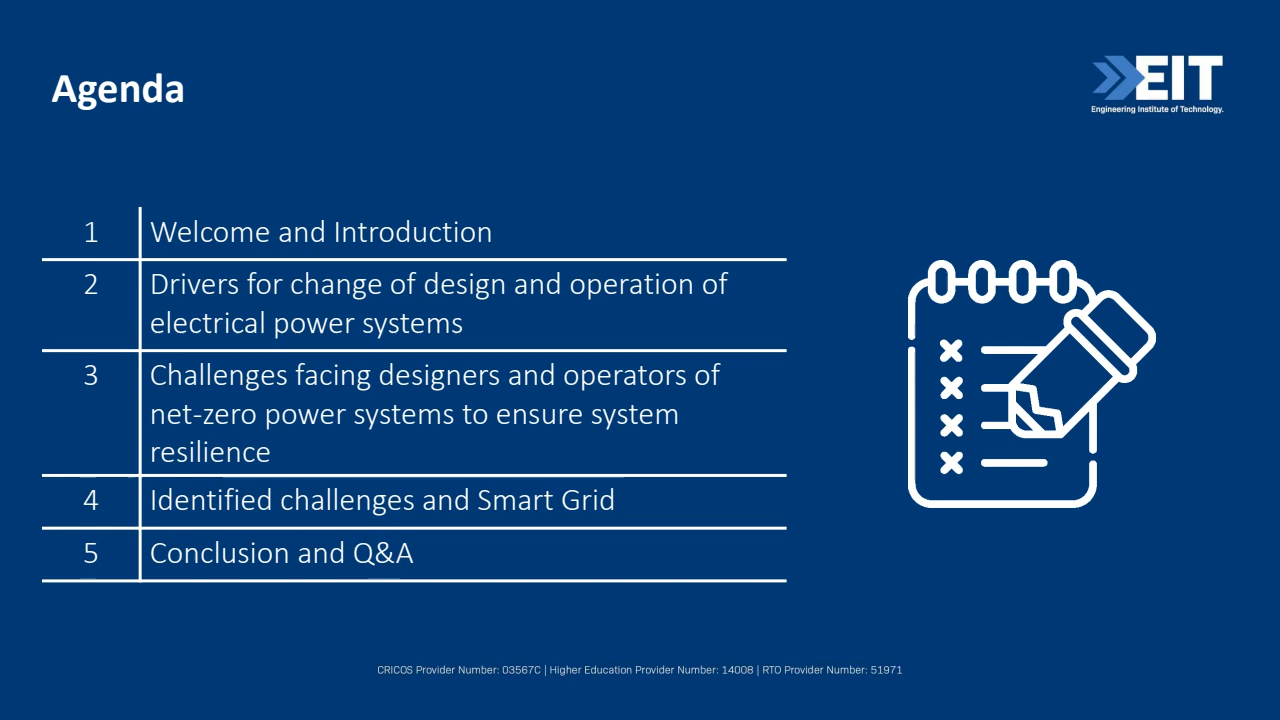 Agenda
EIT
Engineering Institute of Technology.
1 Welcome and Introduction
2 Drivers for change of design and operation of
electrical power systems
3 Challenges facing designers and operators of
net-zero power systems to ensure system
resilience
4 Identified challenges and Smart Grid
5 Conclusion and Q&A
CRICOS Provider Number: 03567C | Higher Education Provider Number: 14008 | RTO Provider Number: 51971